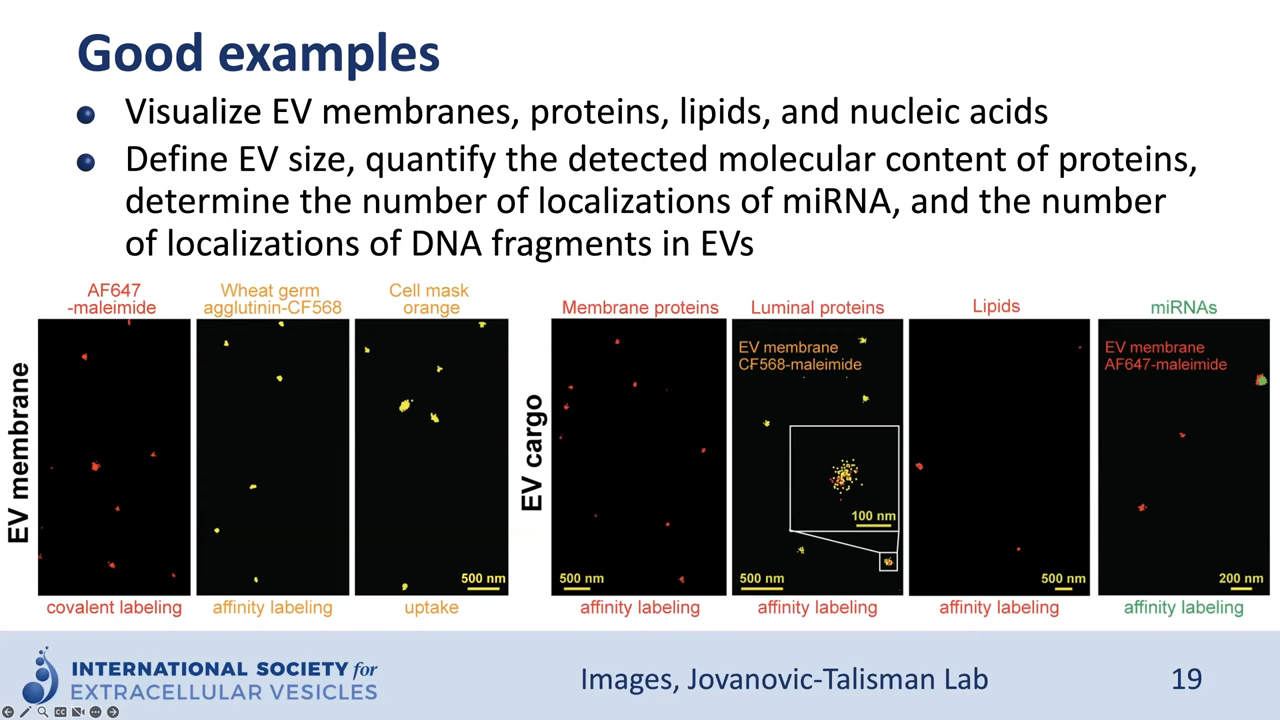 Good examples
Visualize EV membranes, proteins, lipids, and nucleic acids
Define EV size, quantify the detected molecular content of proteins,
determine the number of localizations of miRNA, and the number
of localizations of DNA fragments in EVs
EV membrane
AF647
-maleimide
covalent labeling
Wheat germ
agglutinin-CF568
affinity labeling
Cell mask
orange
500 nm
uptake
EV cargo
Membrane proteins
500 nm
affinity labeling
Luminal proteins
EV membrane
CF568-maleimide
100 nm
500 nm
affinity labeling
Lipids
500 nm
affinity labeling
miRNAs
EV membrane
AF647-maleimide
200 nm
affinity labeling
INTERNATIONAL SOCIETY for
EXTRACELLULAR VESICLES
Images, Jovanovic-Talisman Lab
19